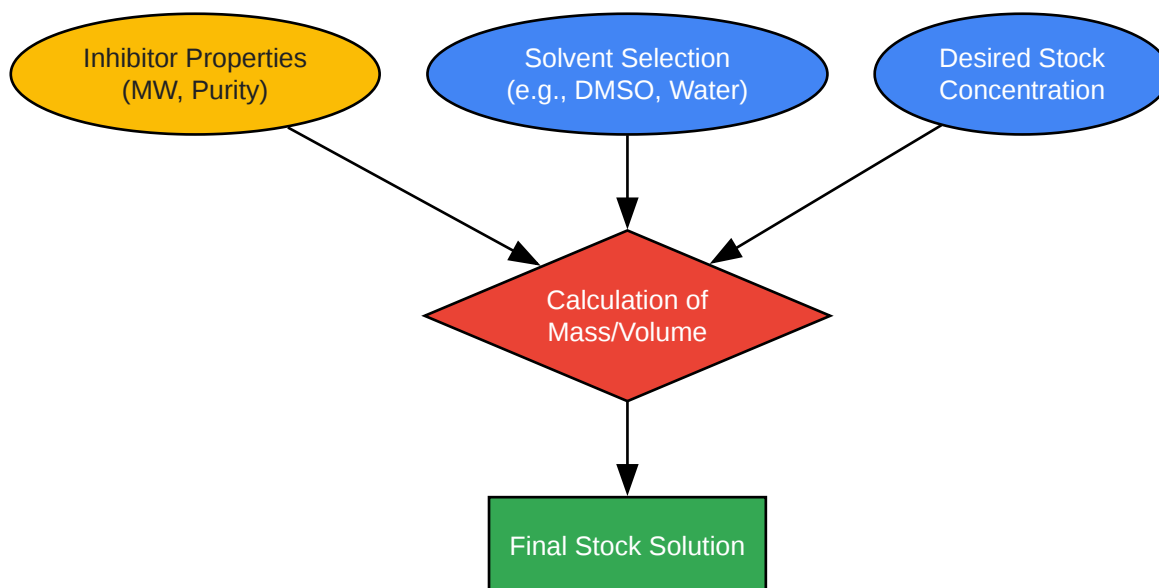 Inhibitor Properties
(MW, Purity)
Solvent Selection
(e.g., DMSO, Water)
Desired Stock
Concentration
Calculation of
Mass/Volume
Final Stock Solution